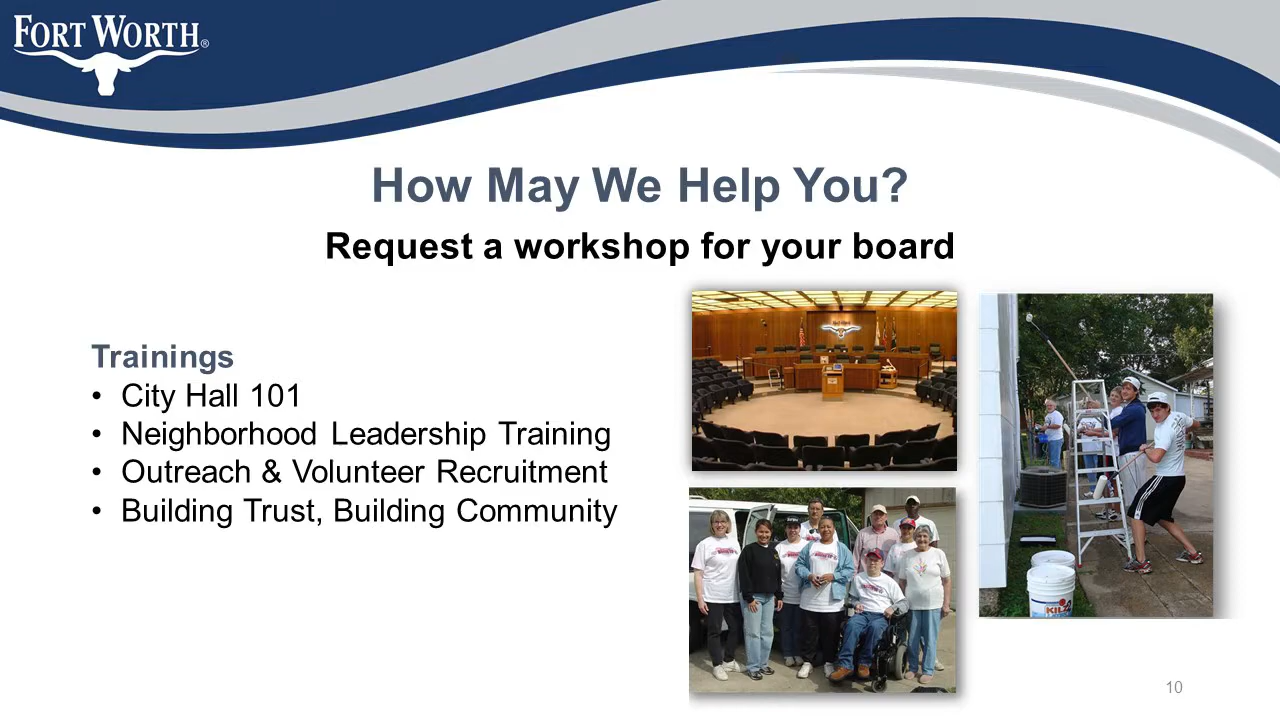 FORT WORTH®
How May We Help You?
Request a workshop for your board
Trainings
• City Hall 101
• Neighborhood Leadership Training
• Outreach & Volunteer Recruitment
• Building Trust, Building Community
KILZ
10